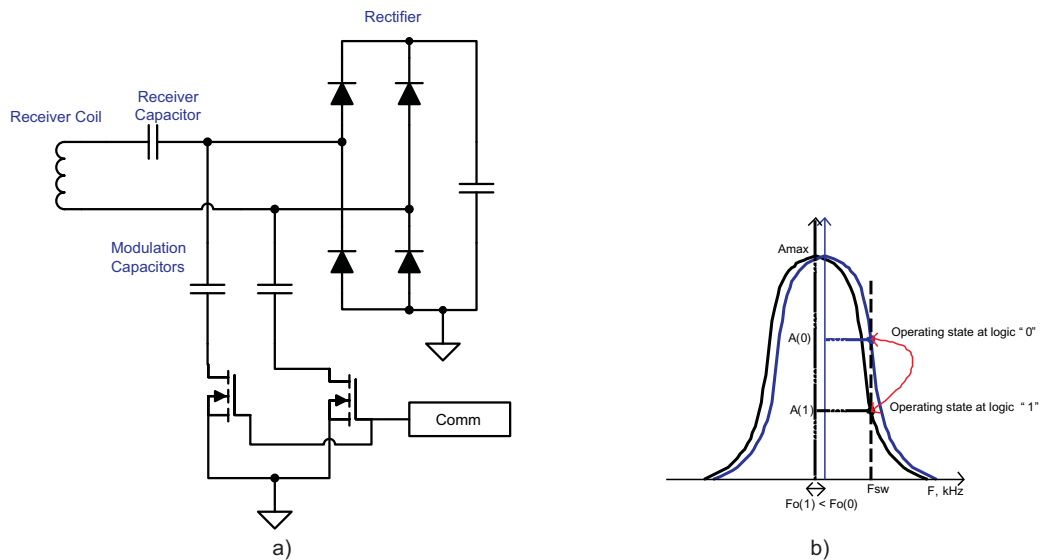 Rectifier
Receiver
Capacitor
Receiver Coil
Modulation
Capacitors
Comm
a)
Amax
A(0)
Operating state at logic “ 0”
A(1)
Operating state at logic “ 1”
Fsw
F, kHz
Fo(1) < Fo(0)
b)